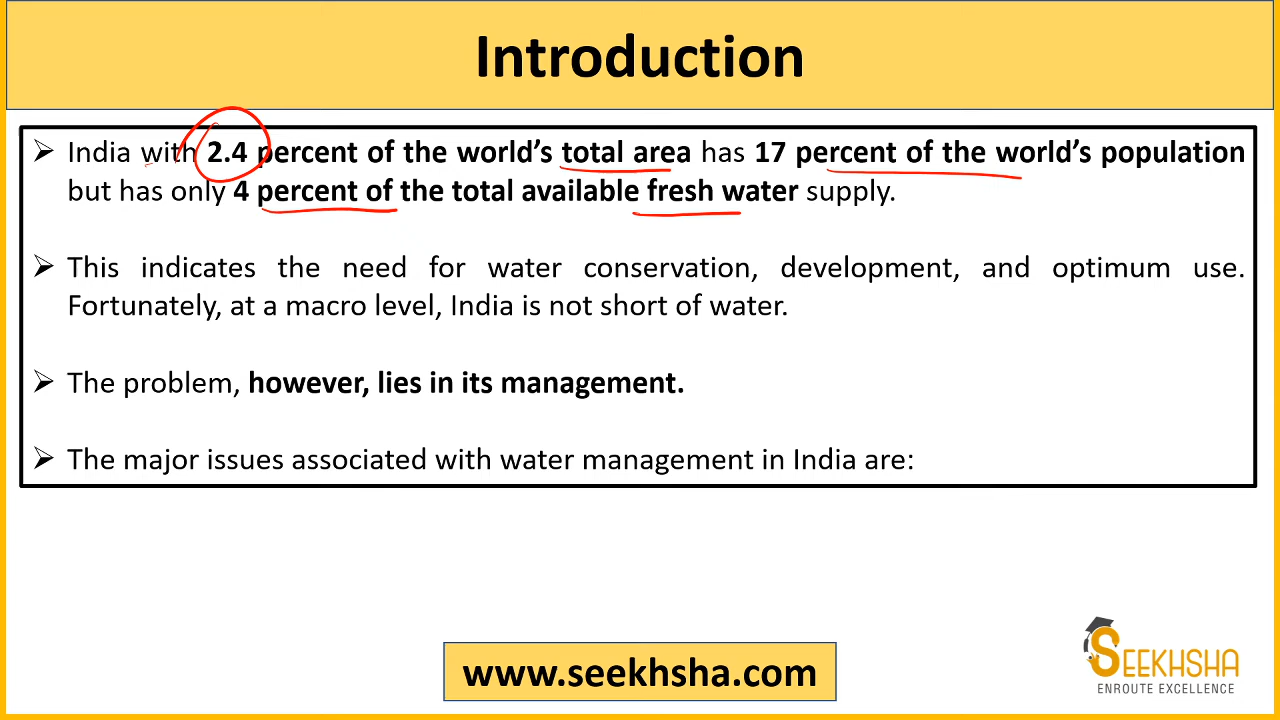 Introduction
➢ India with 2.4 percent of the world's total area has 17 percent of the world's population
but has only 4 percent of the total available fresh water supply.
➢ This indicates the need for water conservation, development, and optimum use.
Fortunately, at a macro level, India is not short of water.
➢ The problem, however, lies in its management.
➢ The major issues associated with water management in India are:
www.seekhsha.com
SEEKHSHA
ENROUTE EXCELLENCE